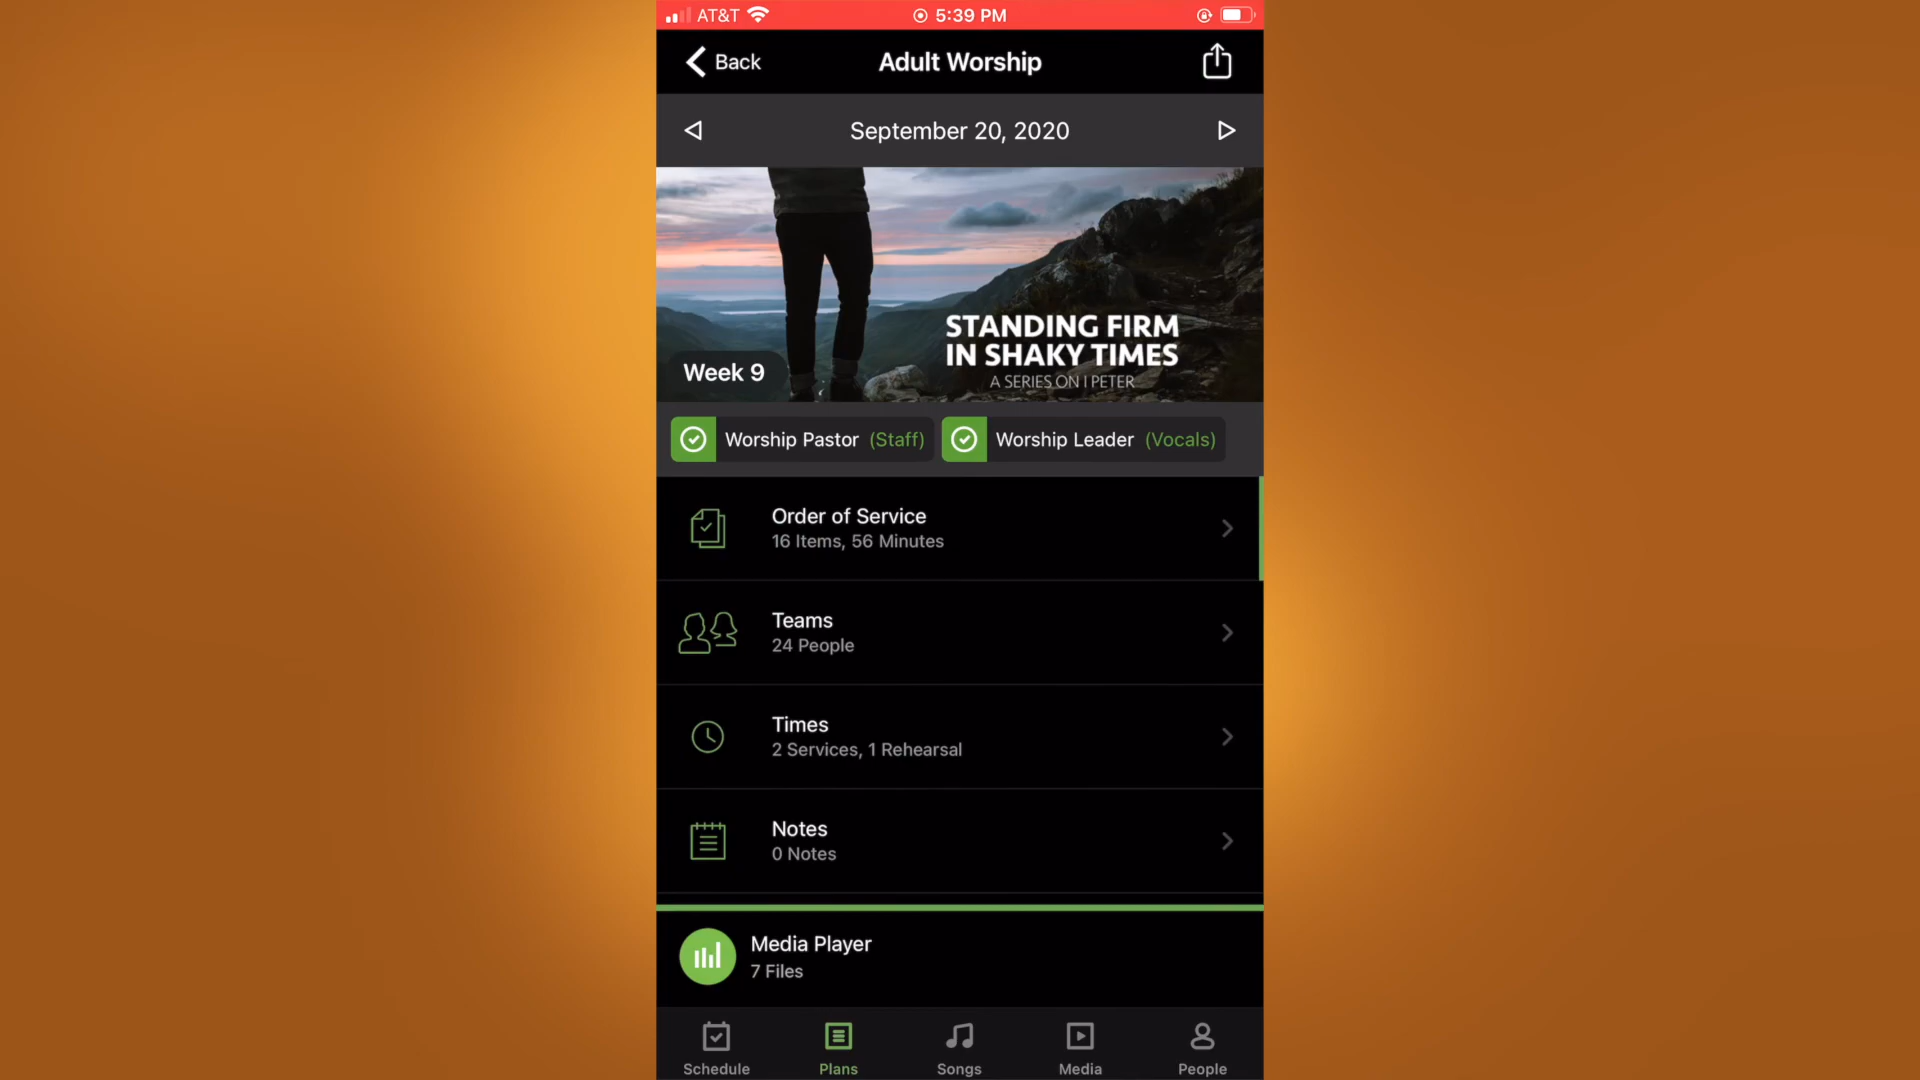 AT&T
5:39 PM
Back
Adult Worship
September 20, 2020
STANDING FIRM
IN SHAKY TIMES
A SERIES ON I PETER
Week 9
Worship Pastor (Staff)
Worship Leader (Vocals)
Order of Service
16 Items, 56 Minutes
Teams
24 People
Times
2 Services, 1 Rehearsal
Notes
0 Notes
Media Player
7 Files
Schedule
Plans
Songs
Media
People